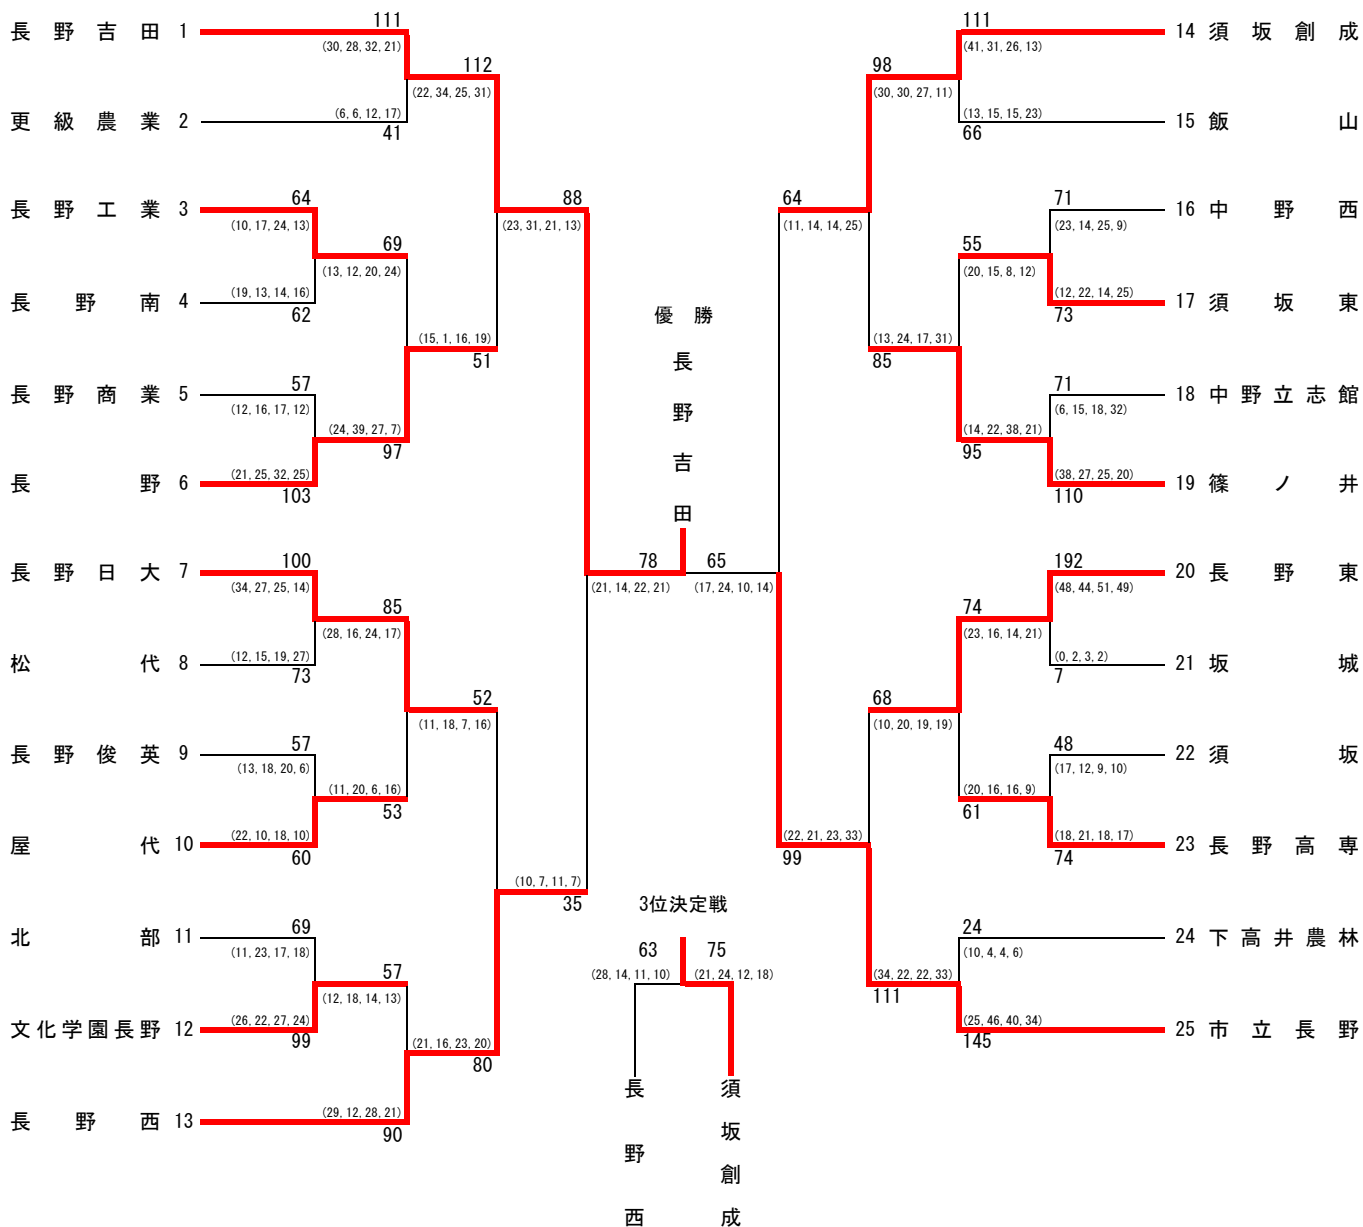 長野吉田 1
111
(30, 28, 32, 21)
112
(22, 34, 25, 31)
更級農業 2
(6, 6, 12, 17)
41
長野工業 3
64
(10, 17, 24, 13)
69
(13, 12, 20, 24)
88
(23, 31, 21, 13)
長野南 4
(19, 13, 14, 16)
62
(15, 1, 16, 19)
51
長野商業 5
57
(12, 16, 17, 12)
(24, 39, 27, 7)
97
長野 6
(21, 25, 32, 25)
103
長野日大 7
100
(34, 27, 25, 14)
85
(28, 16, 24, 17)
松代 8
(12, 15, 19, 27)
73
52
(11, 18, 7, 16)
長野俊英 9
57
(13, 18, 20, 6)
(11, 20, 6, 16)
53
屋代 10
(22, 10, 18, 10)
60
(10, 7, 11, 7)
35
北部 11
69
(11, 23, 17, 18)
57
(12, 18, 14, 13)
文化学園長野 12
(26, 22, 27, 24)
99
(21, 16, 23, 20)
80
長野西 13
(29, 12, 28, 21)
90
優勝
長野吉田
78
(21, 14, 22, 21)
65
(17, 24, 10, 14)
3位決定戦
63
(28, 14, 11, 10)
75
(21, 24, 12, 18)
長野西
須坂創成
111
14 須坂創成
(41, 31, 26, 13)
98
(30, 30, 27, 11)
(13, 15, 15, 23)
66
15 飯山
64
(11, 14, 14, 25)
71
16 中野西
(23, 14, 25, 9)
55
(20, 15, 8, 12)
(12, 22, 14, 25)
73
17 須坂東
(13, 24, 17, 31)
85
71
18 中野立志館
(6, 15, 18, 32)
(14, 22, 38, 21)
95
(38, 27, 25, 20)
110
19 篠ノ井
192
20 長野東
(48, 44, 51, 49)
74
(23, 16, 14, 21)
(0, 2, 3, 2)
7
21 坂城
68
(10, 20, 19, 19)
48
22 須坂
(17, 12, 9, 10)
(20, 16, 16, 9)
61
(18, 21, 18, 17)
74
23 長野高専
(22, 21, 23, 33)
99
24
24 下高井農林
(10, 4, 4, 6)
(34, 22, 22, 33)
111
(25, 46, 40, 34)
145
25 市立長野